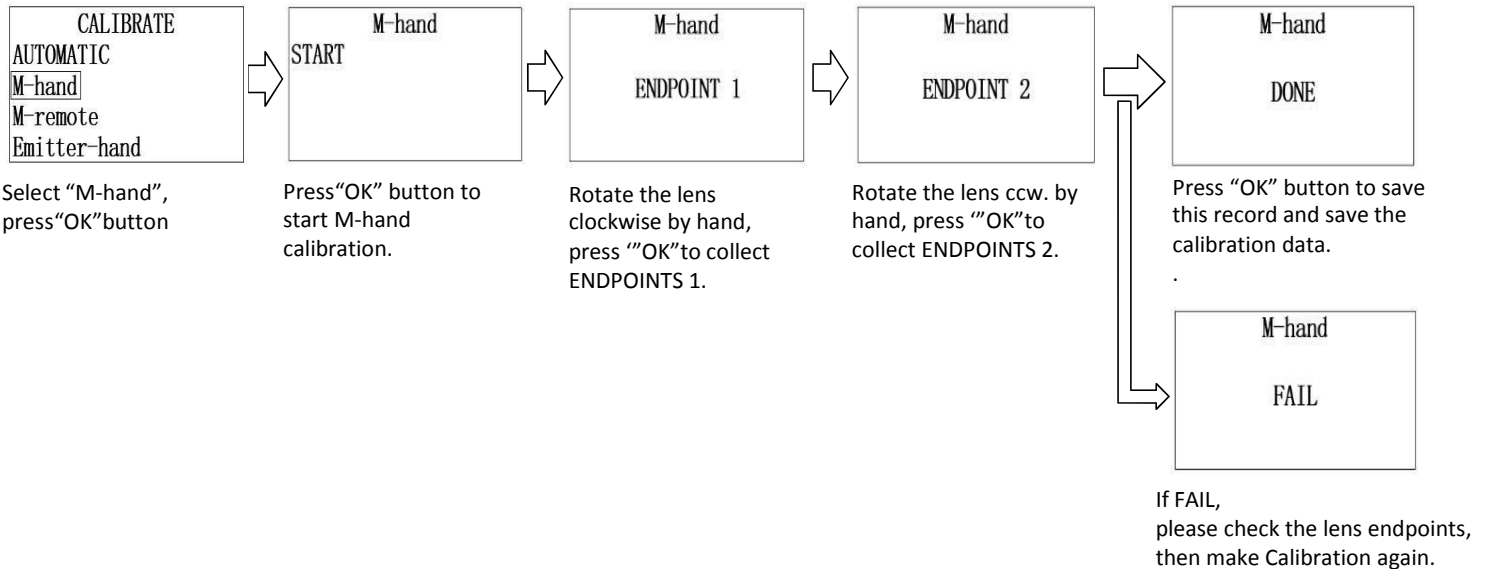 CALIBRATE
AUTOMATIC
M-hand
M-remote
Emitter-hand
Select “M-hand”,
press“OK”button
M-hand
START
Press“OK” button to
start M-hand
calibration.
M-hand
ENDPOINT 1
Rotate the lens
clockwise by hand,
press ‘”OK”to collect
ENDPOINTS 1.
M-hand
ENDPOINT 2
Rotate the lens ccw. by
hand, press ‘”OK”to
collect ENDPOINTS 2.
M-hand
DONE
Press “OK” button to save
this record and save the
calibration data.
.
M-hand
FAIL
If FAIL,
please check the lens endpoints,
then make Calibration again.